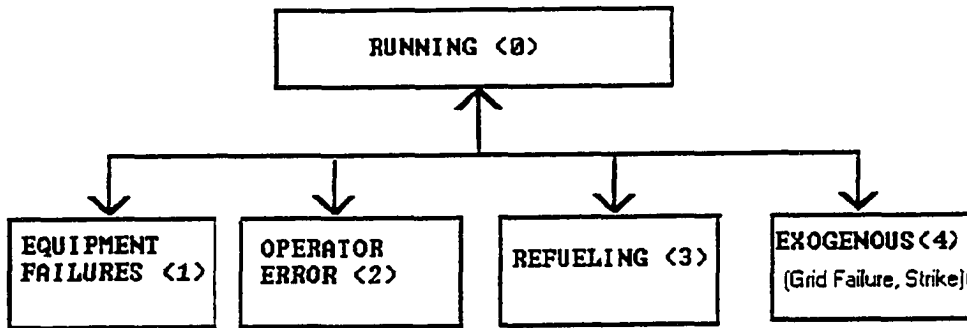 RUNNING <0>
EQUIPMENT
FAILURES <1>
OPERATOR
ERROR <2>
REFUELING <3>
EXOGENOUS<4>
(Grid Failure, Strike)